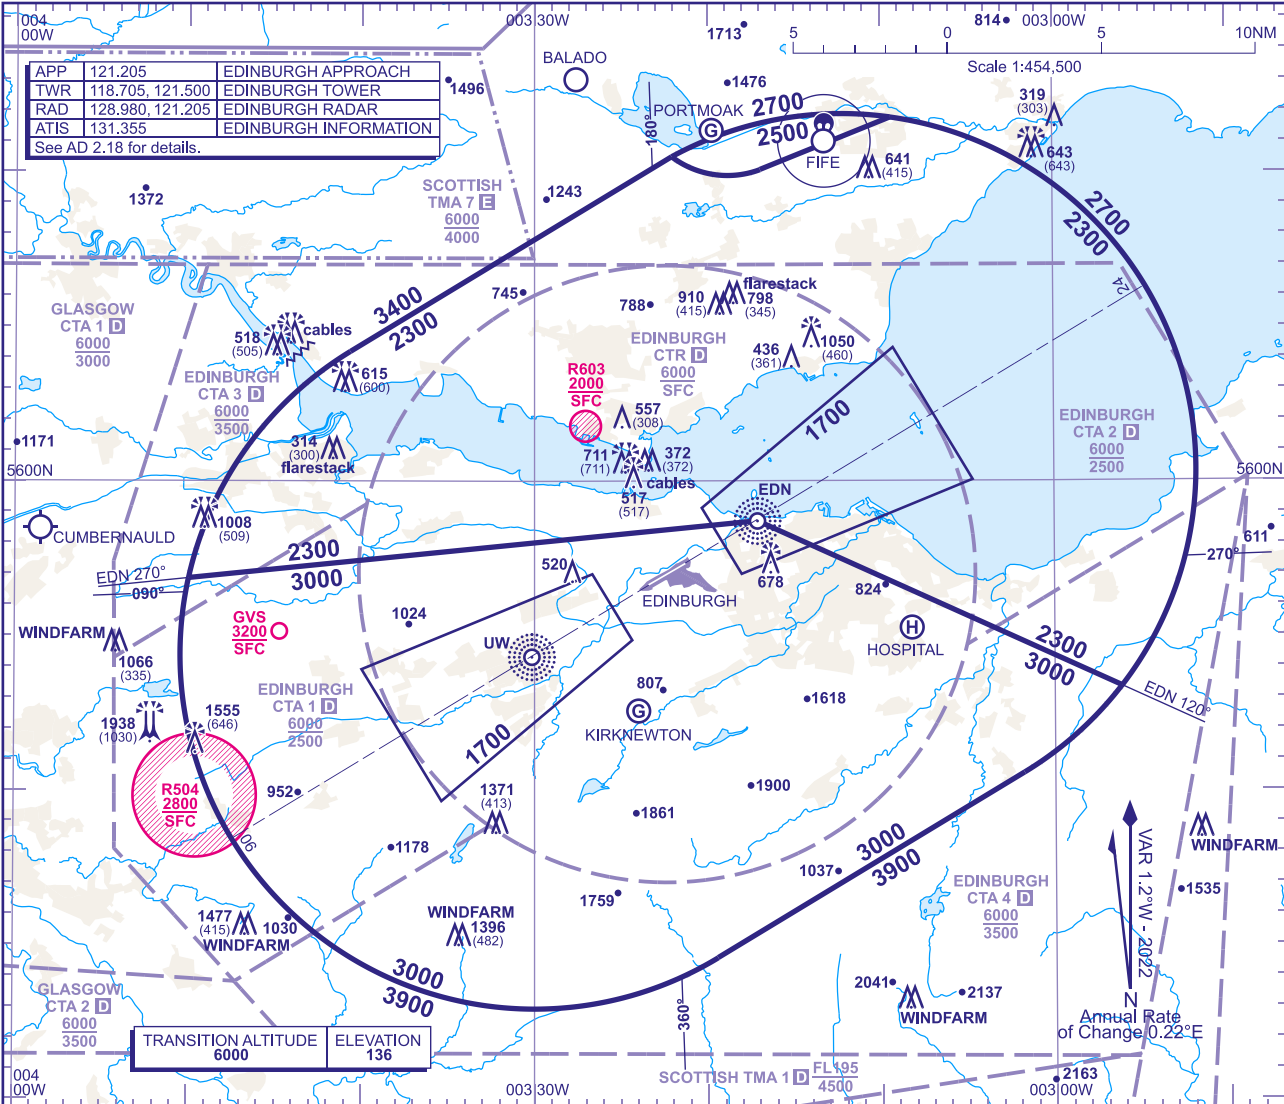 004
00W
003 30W
814
003 00W
1713
5 0 5 10NM
Scale 1:454,500
BALADO
APP 121.205 EDINBURGH APPROACH
TWR 118.705, 121.500 EDINBURGH TOWER
RAD 128.980, 121.205 EDINBURGH RADAR
ATIS 131.355 EDINBURGH INFORMATION
See AD 2.18 for details.
1496
1476
PORTMOAK
G
2700
2500
180°
FIFE
319
(303)
643
(643)
641
(415)
1372
SCOTTISH
TMA 7 E
6000
4000
1243
2700
2300
24
GLASGOW
CTA 1 D
6000
3000
3400
2300
745
788
910
(415)
flarestack
798
(345)
518
(505)
cables
EDINBURGH
CTR D
6000
SFC
1050
(460)
436
(361)
615
(600)
EDINBURGH
CTA 3 D
6000
3500
R603
2000
SFC
557
(308)
1700
EDINBURGH
CTA 2 D
6000
2500
1171
314
(300)
flarestack
711
(711)
372
(372)
cables
517
(517)
5600N
5600N
EDN
1008
(509)
CUMBERNAULD
611
270°
2300
3000
EDN 270°
090°
520
678
EDINBURGH
824
GVS
3200
SFC
1024
WINDFARM
1066
(335)
UW
H
HOSPITAL
2300
3000
EDN 120°
EDINBURGH
CTA 1 D
6000
2500
807
G
KIRKNEWTON
1618
1938
(1030)
1555
(646)
1700
R504
2800
SFC
952
1371
(413)
1900
1861
06
1178
3000
3900
1037
VAR 1.2°W - 2022
WINDFARM
1759
EDINBURGH
CTA 4 D
6000
3500
1535
1477
(415)
WINDFARM
1030
WINDFARM
1396
(482)
3000
3900
2041
2137
WINDFARM
N
Annual Rate
of Change 0.22°E
GLASGOW
CTA 2 D
6000
3500
360°
TRANSITION ALTITUDE
6000
ELEVATION
136
SCOTTISH TMA 1 D FL195
4500
2163
004
00W
003 30W
003 00W